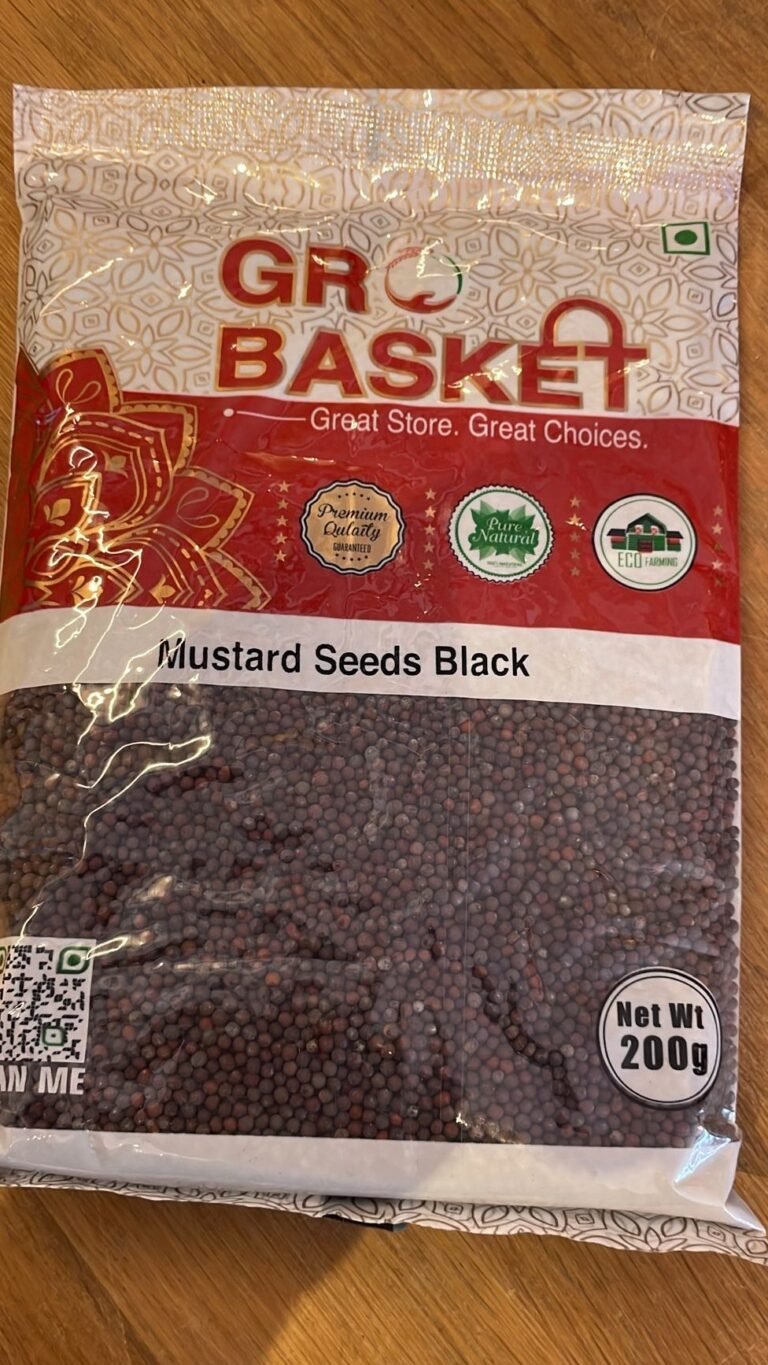 GRO
BASKET
Great Store. Great Choices.
Premium
Qulaity
GUARANTEED
Pure
Natural
ECO FARMING
Mustard Seeds Black
Net Wt
200g
AN ME